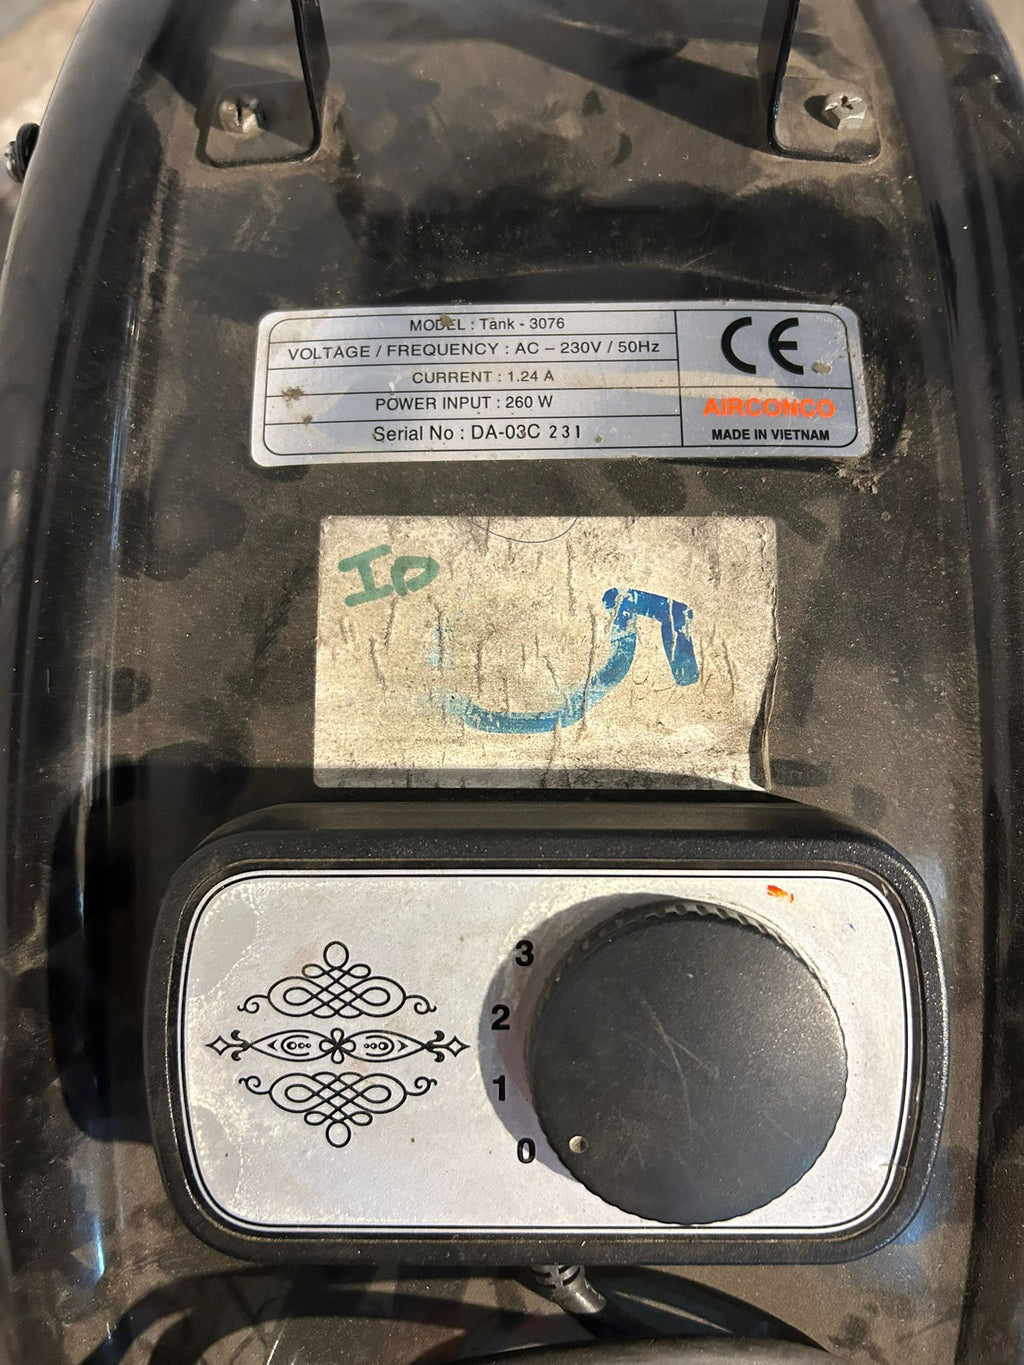 MODEL : Tank - 3076
VOLTAGE / FREQUENCY : AC – 230V / 50Hz
CURRENT : 1.24 A
POWER INPUT : 260 W
Serial No : DA-03C 231
CE
AIRCONCO
MADE IN VIETNAM
ID
3
2
1
0